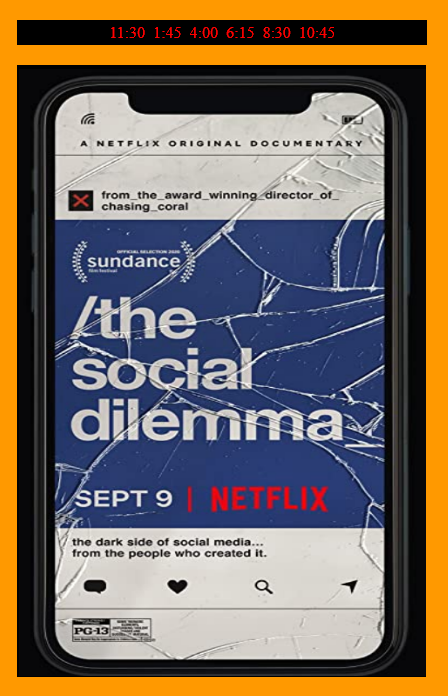 11:30 1:45 4:00 6:15 8:30 10:45
A NETFLIX ORIGINAL DOCUMENTARY
from_the_award_winning_director_of_
chasing_coral
OFFICIAL SELECTION 2020
sundance
film festival
/the
social
dilemma_
SEPT 9 | NETFLIX
the dark side of social media...
from the people who created it.
PG-13